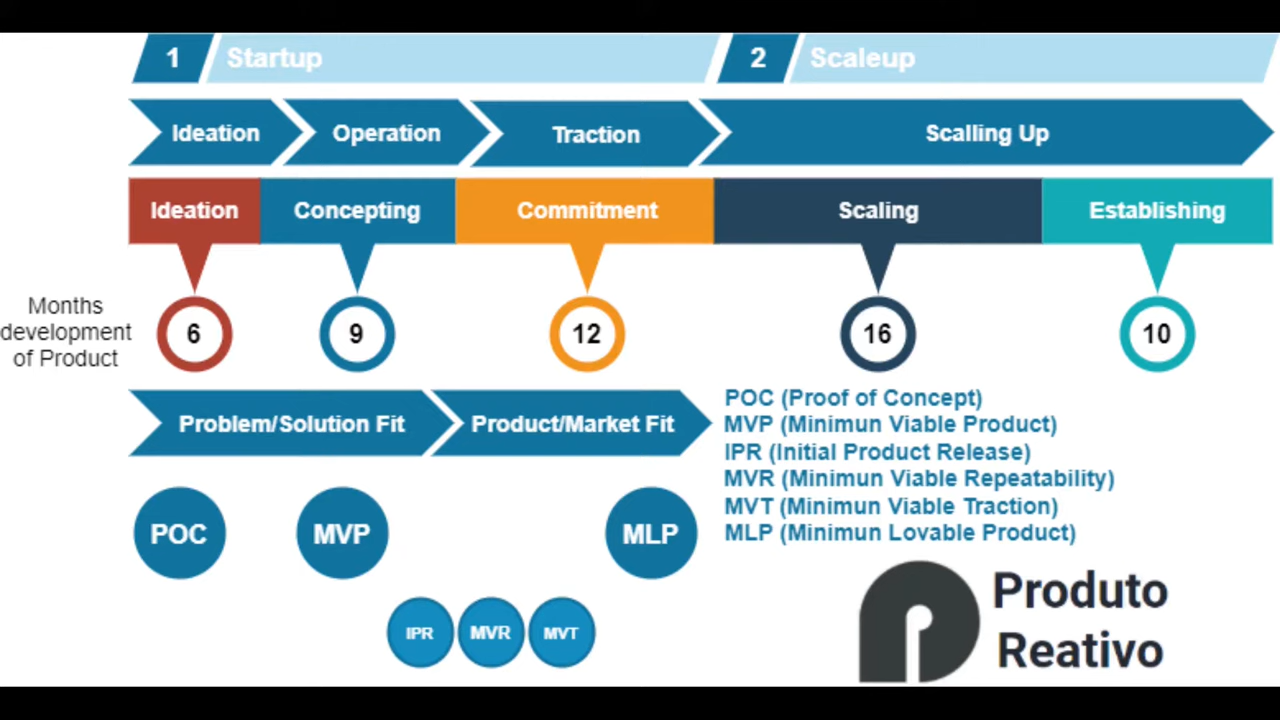 1 Startup 2 Scaleup
Ideation Operation Traction Scalling Up
Ideation Concepting Commitment Scaling Establishing
Months
development
of Product
6 9 12 16 10
Problem/Solution Fit Product/Market Fit
POC (Proof of Concept)
MVP (Minimun Viable Product)
IPR (Initial Product Release)
MVR (Minimun Viable Repeatability)
MVT (Minimun Viable Traction)
MLP (Minimun Lovable Product)
POC MVP MLP
IPR MVR MVT
Produto
Reativo